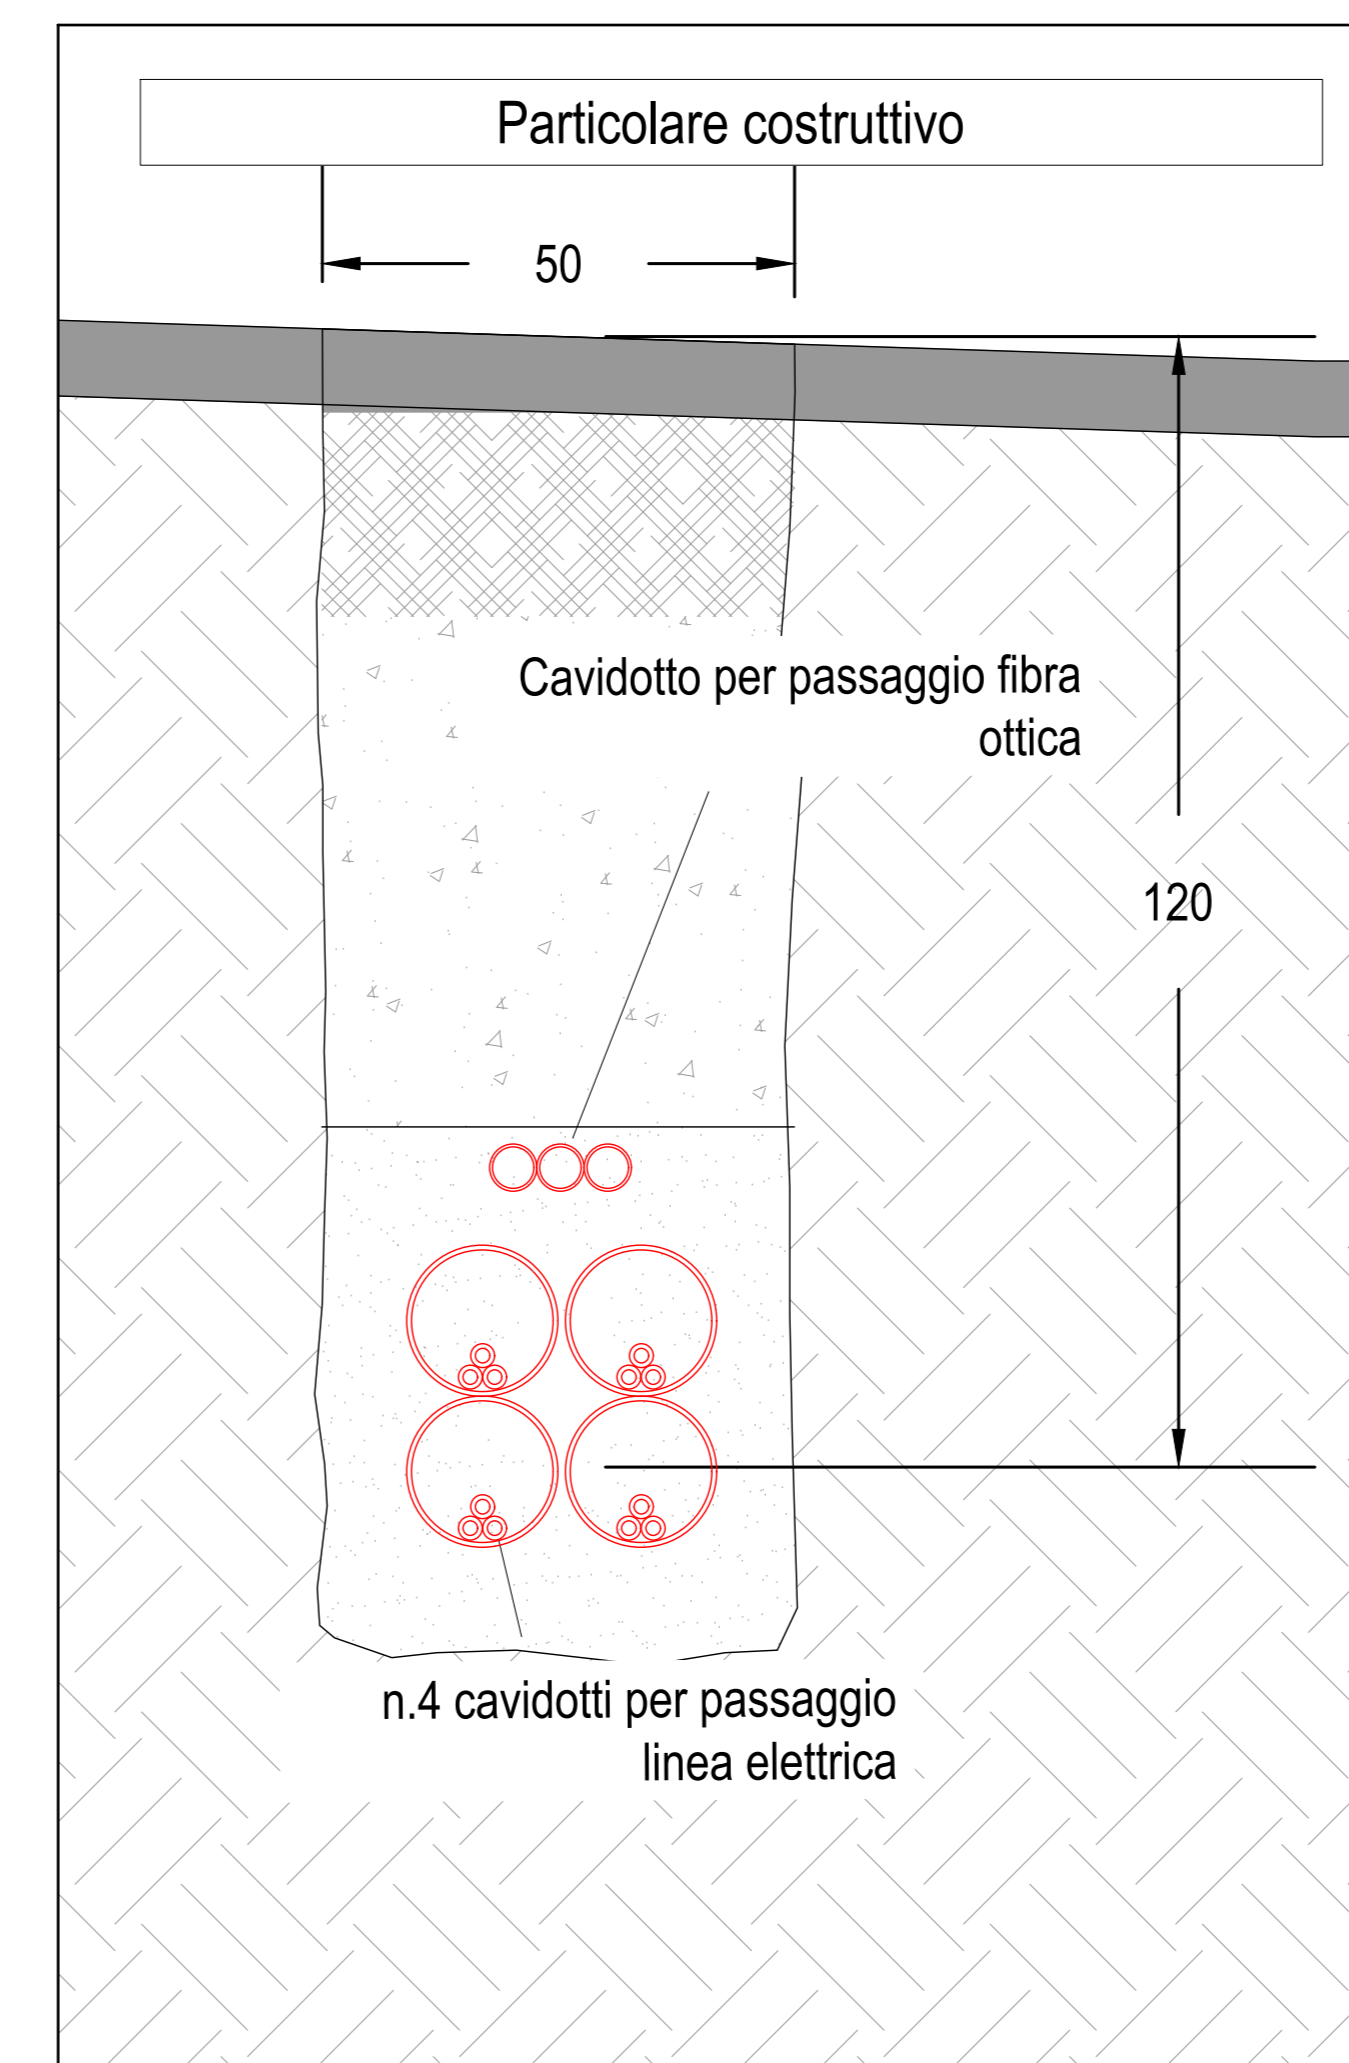 Particolare costruttivo
50
Cavidotto per passaggio fibra
ottica
120
n.4 cavidotti per passaggio
linea elettrica